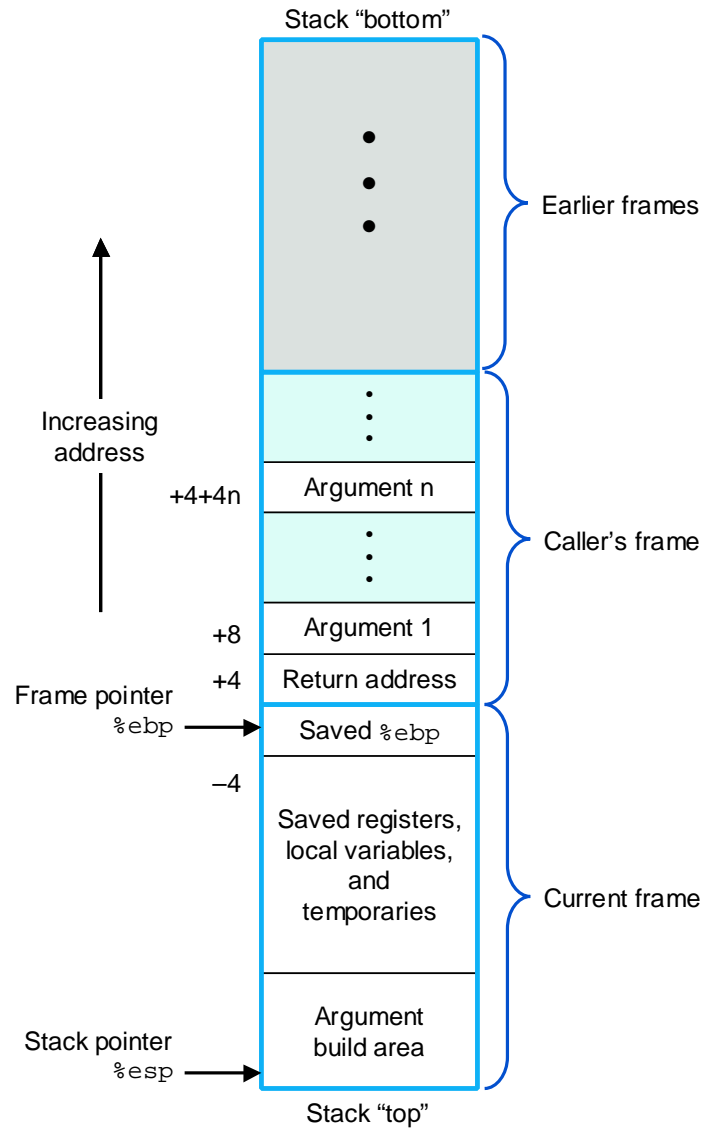 Stack “bottom”
Earlier frames
Increasing
address
+4+4n
Argument n
Caller’s frame
+8
Argument 1
+4
Return address
Frame pointer
%ebp
Saved %ebp
–4
Saved registers,
local variables,
and
temporaries
Current frame
Argument
build area
Stack pointer
%esp
Stack “top”